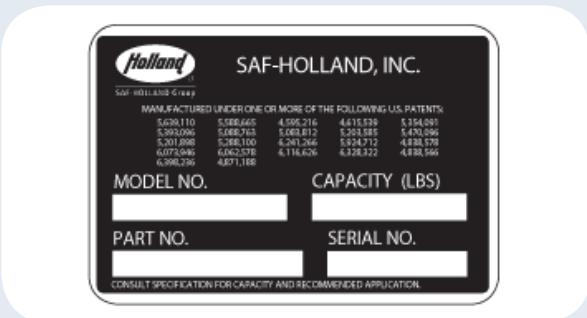 Holland
SAF-HOLLAND, INC.
SAF-HOLLAND Group
MANUFACTURED UNDER ONE OR MORE OF THE FOLLOWING U.S. PATENTS:
5,639,110 5,588,665 4,595,216 4,615,539 5,354,091
5,393,096 5,088,763 5,083,812 5,203,585 5,470,096
5,201,898 5,288,100 6,241,266 5,924,712 4,838,578
6,073,946 6,062,578 6,116,626 6,328,322 4,838,566
6,398,236 4,871,188
MODEL NO. CAPACITY (LBS)
PART NO. SERIAL NO.
CONSULT SPECIFICATION FOR CAPACITY AND RECOMMENDED APPLICATION.